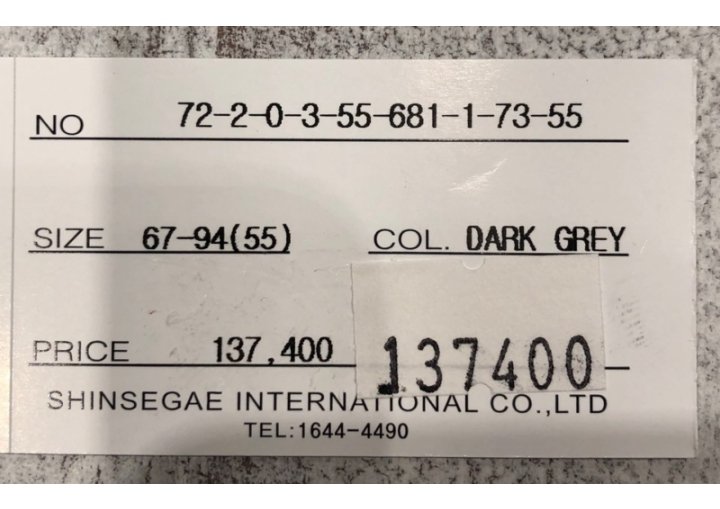 NO 72-2-0-3-55-681-1-73-55
SIZE 67-94(55) COL. DARK GREY
PRICE 137,400 137400
SHINSEGAE INTERNATIONAL CO.,LTD
TEL:1644-4490